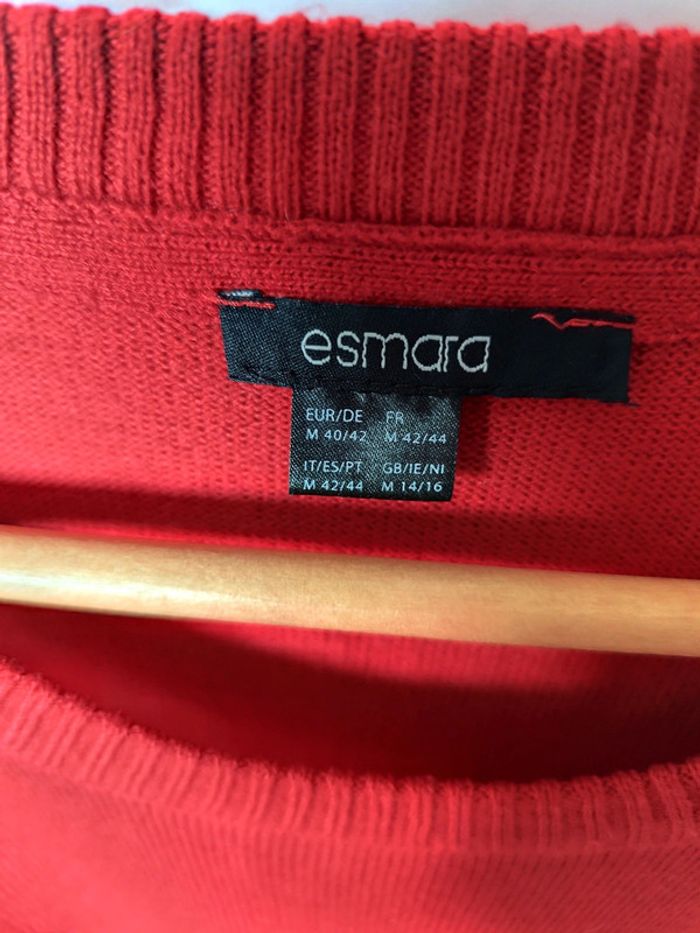 esmara
EUR/DE FR
M 40/42 M 42/44
IT/ES/PT GB/IE/NI
M 42/44 M 14/16